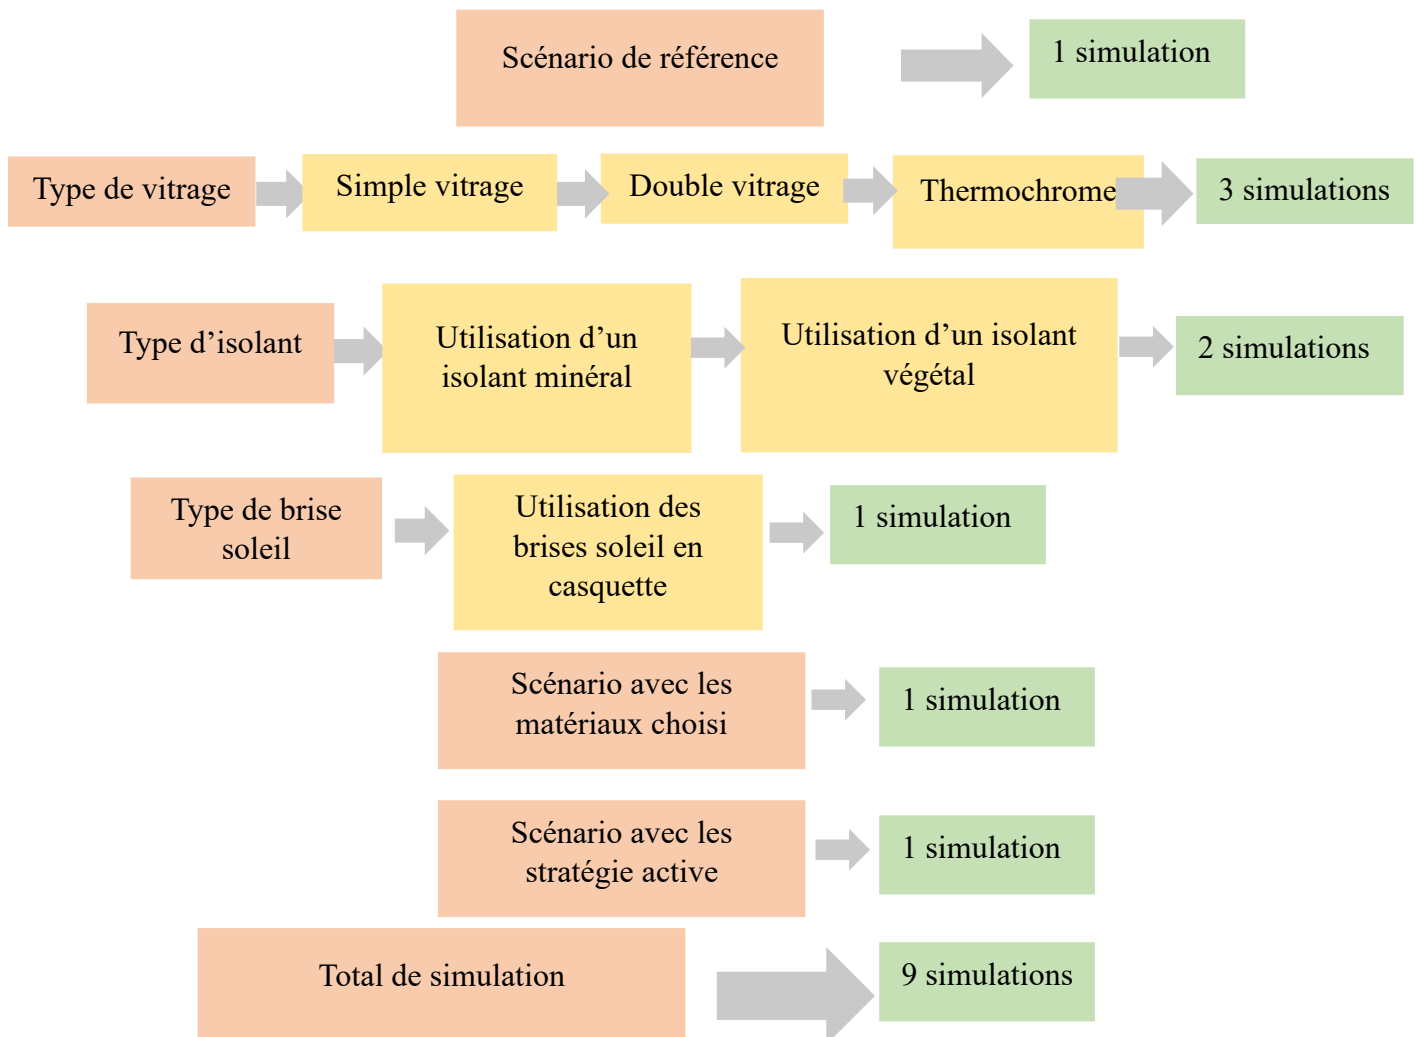 Scénario de référence
1 simulation
Type de vitrage
Simple vitrage
Double vitrage
Thermochrome
3 simulations
Type d’isolant
Utilisation d’un
isolant minéral
Utilisation d’un isolant
végétal
2 simulations
Type de brise
soleil
Utilisation des
brises soleil en
casquette
1 simulation
Scénario avec les
matériaux choisi
1 simulation
Scénario avec les
stratégie active
1 simulation
Total de simulation
9 simulations